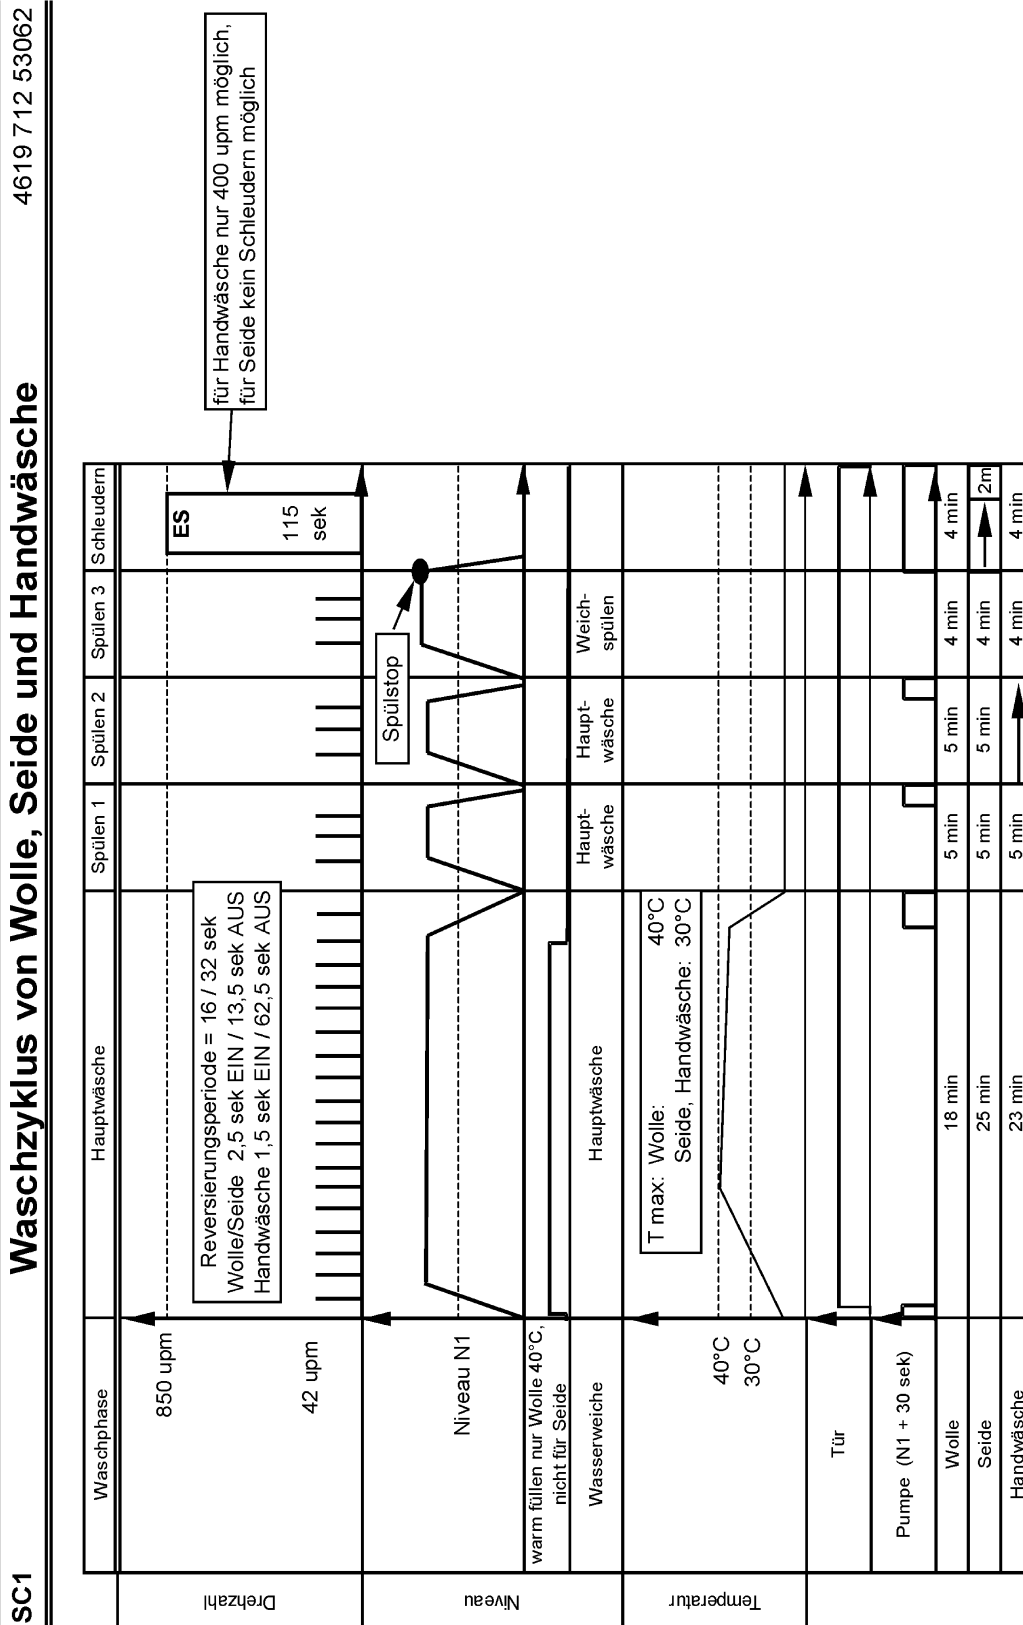 SC1
Waschzyklus von Wolle, Seide und Handwäsche
4619 712 53062
Waschphase
Hauptwäsche
Spülen 1
Spülen 2
Spülen 3
Schleudern
Drehzahl
850 upm
42 upm
Reversierungsperiode = 16 / 32 sek
Wolle/Seide 2,5 sek EIN / 13,5 sek AUS
Handwäsche 1,5 sek EIN / 62,5 sek AUS
ES
115
sek
für Handwäsche nur 400 upm möglich,
für Seide kein Schleudern möglich
Niveau
Niveau N1
Spülstop
warm füllen nur Wolle 40°C,
nicht für Seide
Wasserweiche
Hauptwäsche
Haupt-
wäsche
Haupt-
wäsche
Weich-
spülen
Temperatur
40°C
30°C
T max: Wolle: 40°C
Seide, Handwäsche: 30°C
Tür
Pumpe (N1 + 30 sek)
Wolle
18 min
5 min
5 min
4 min
4 min
Seide
25 min
5 min
5 min
4 min
2m
Handwäsche
23 min
5 min
4 min
4 min